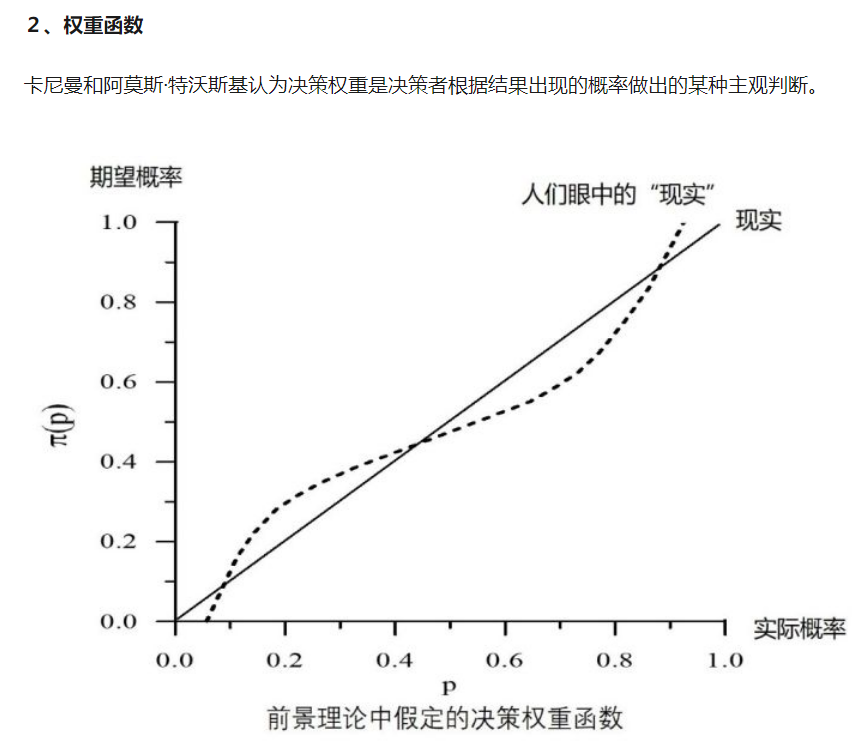 2、权重函数
卡尼曼和阿莫斯·特沃斯基认为决策权重是决策者根据结果出现的概率做出的某种主观判断。
期望概率
人们眼中的“现实”
现实
1.0
0.8
0.6
0.4
0.2
0.0
π(p)
0.0 0.2 0.4 0.6 0.8 1.0
实际概率
p
前景理论中假定的决策权重函数